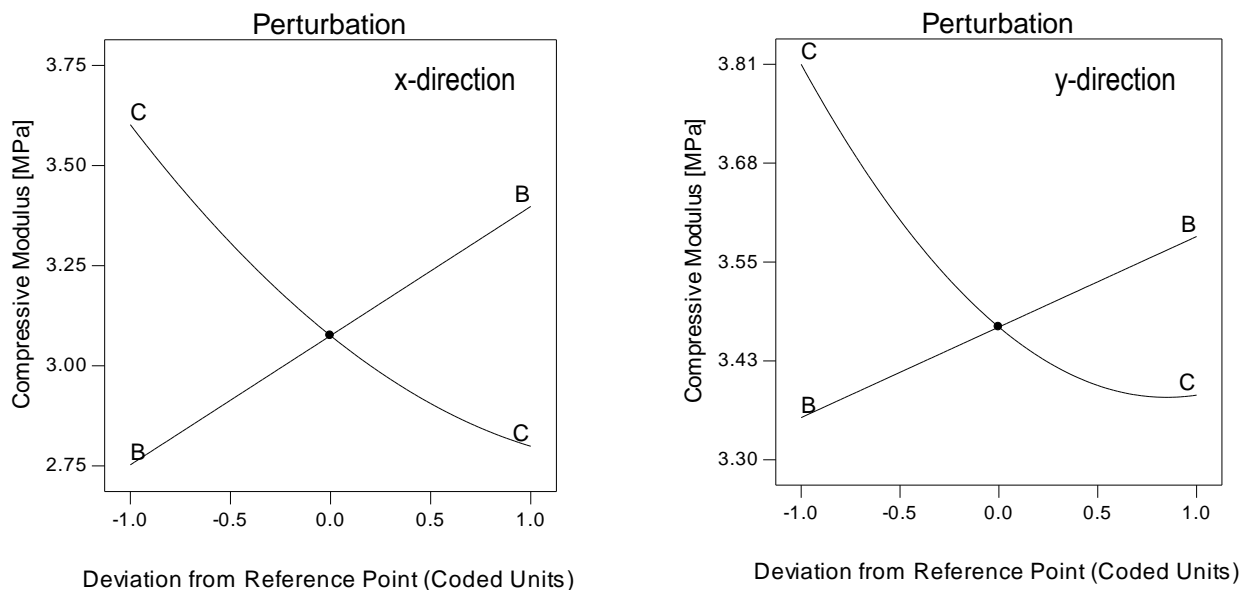 Perturbation
x-direction
Compressive Modulus [MPa]
3.75
3.50
3.25
3.00
2.75
C
B
B
C
-1.0
-0.5
0.0
0.5
1.0
Deviation from Reference Point (Coded Units)
Perturbation
y-direction
Compressive Modulus [MPa]
3.81
3.68
3.55
3.43
3.30
C
B
B
C
-1.0
-0.5
0.0
0.5
1.0
Deviation from Reference Point (Coded Units)